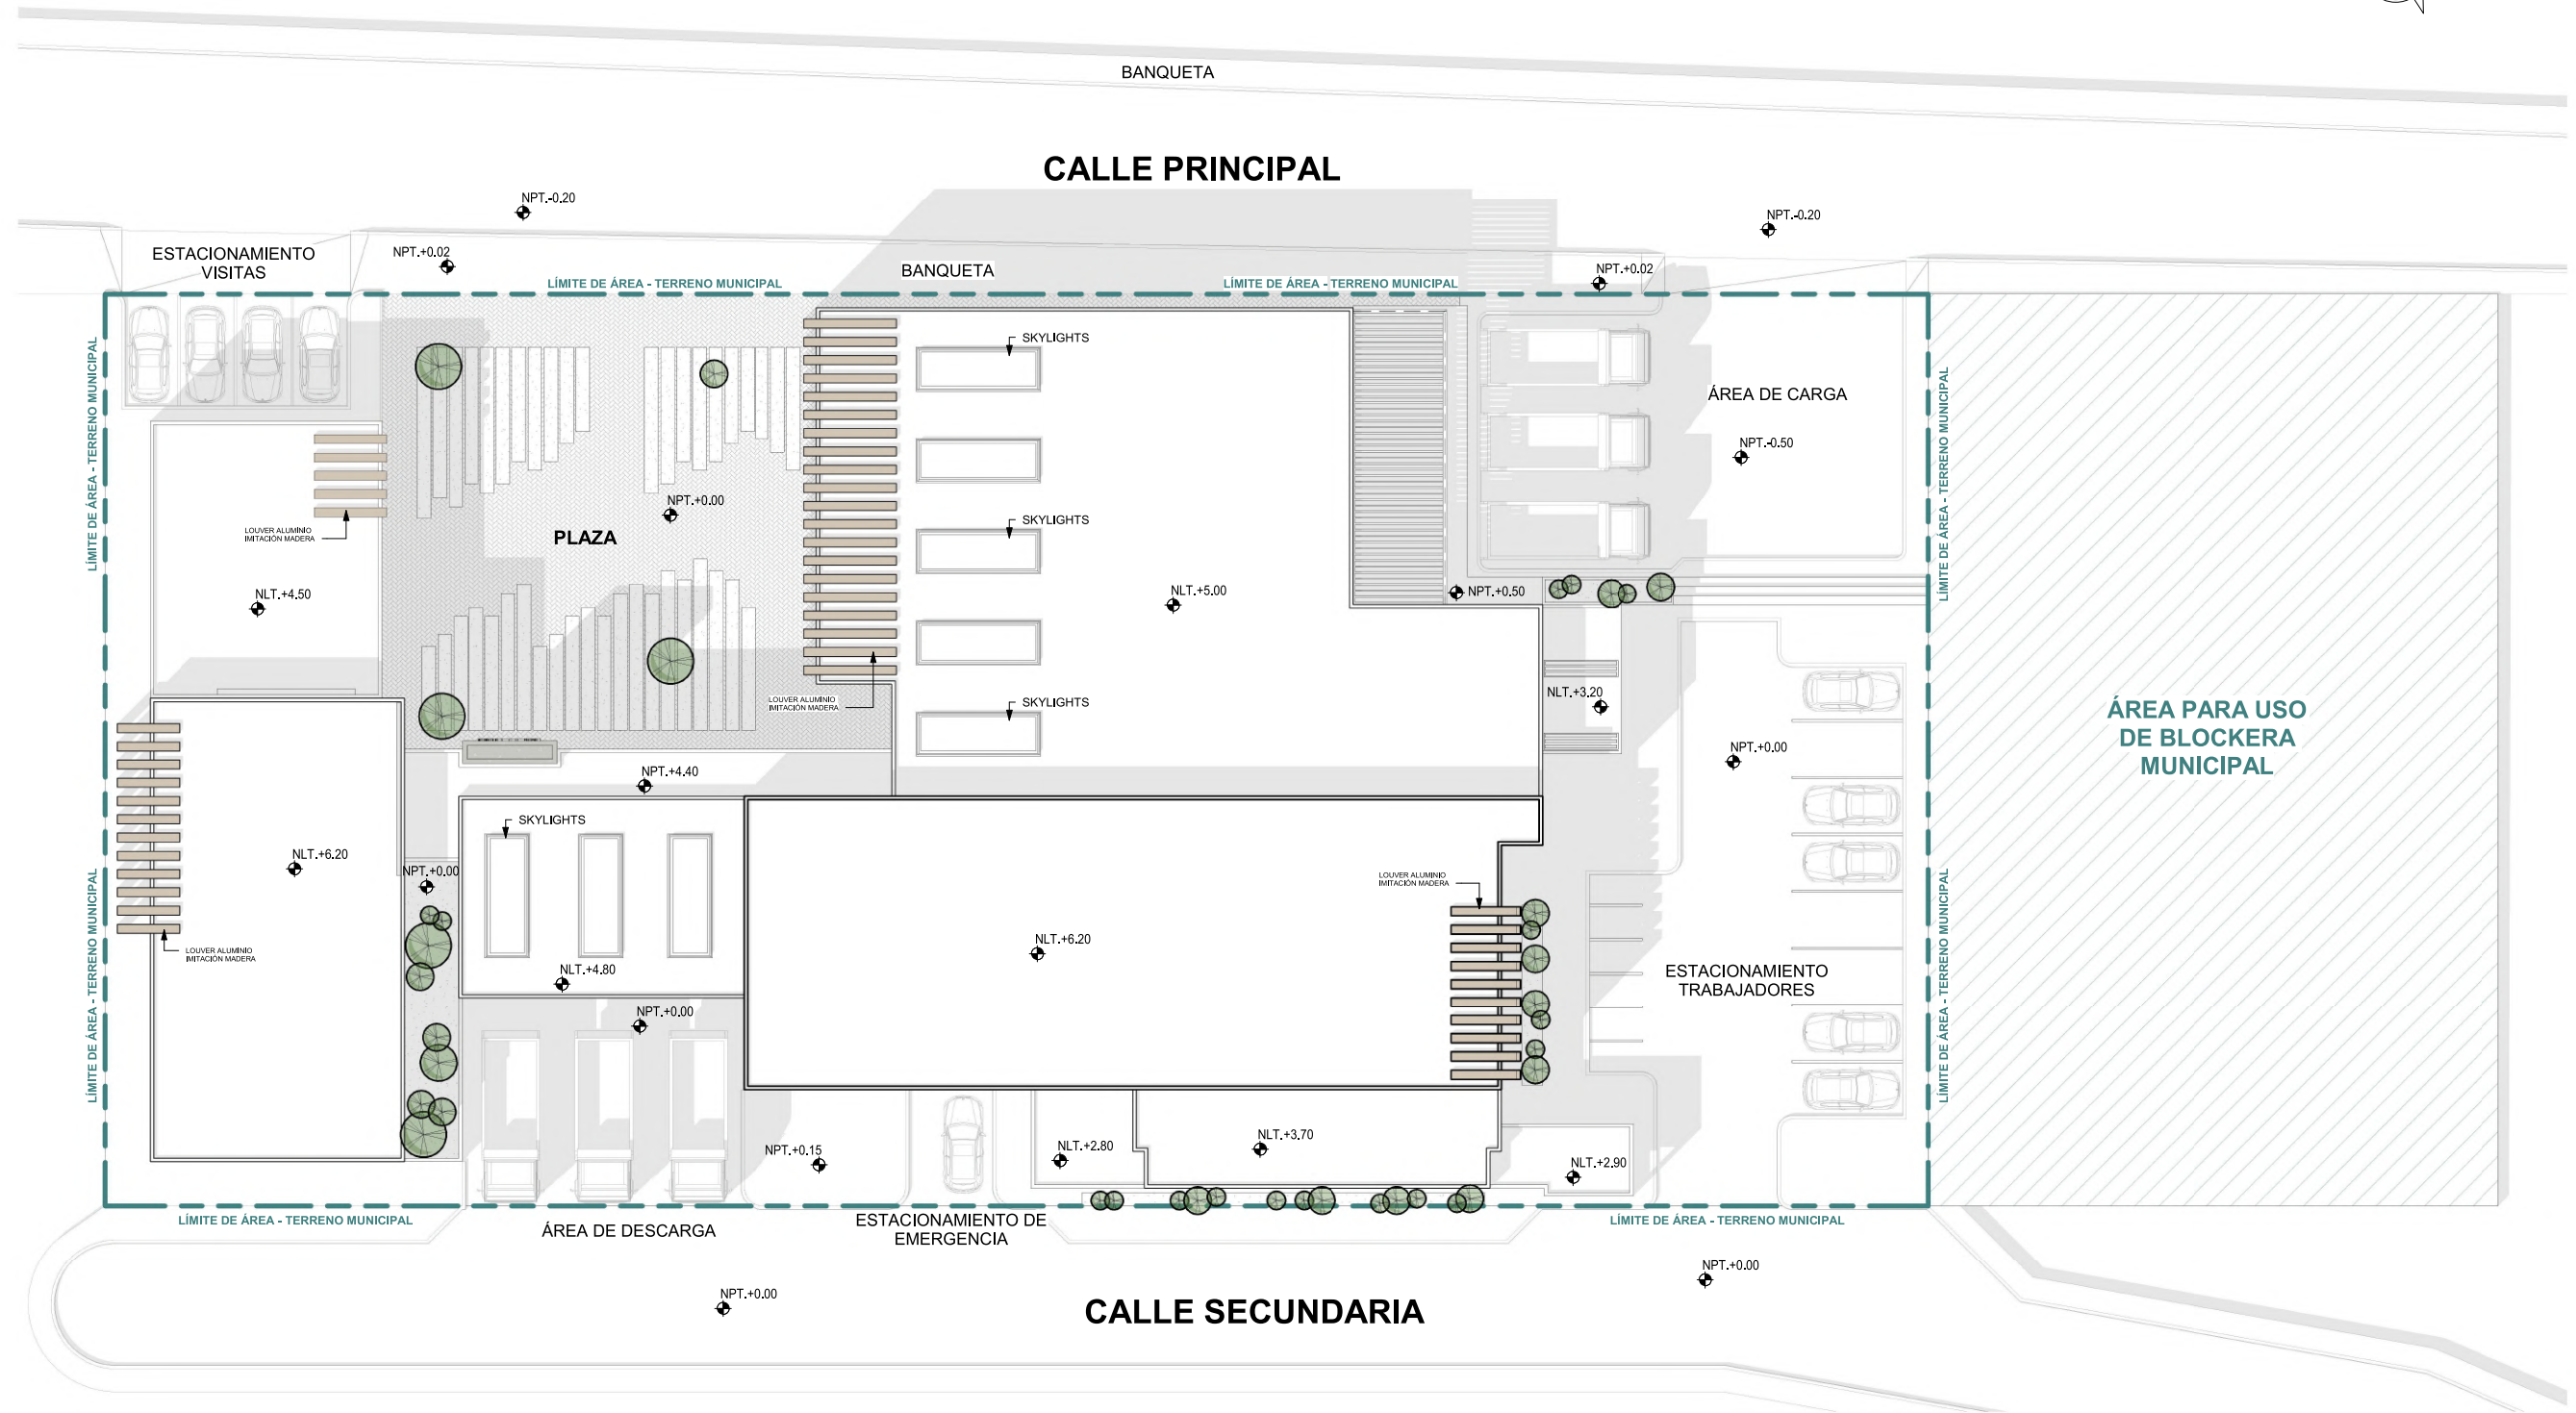 BANQUETA
CALLE PRINCIPAL
NPT.-0.20
NPT.-0.20
ESTACIONAMIENTO
VISITAS
NPT.+0.02
BANQUETA
NPT.+0.02
LÍMITE DE ÁREA - TERRENO MUNICIPAL
LÍMITE DE ÁREA - TERRENO MUNICIPAL
LÍMITE DE ÁREA - TERENO MUNICIPAL
SKYLIGHTS
ÁREA DE CARGA
NPT.-0.50
LÍMITE DE ÁREA - TERRENO MUNICIPAL
NPT.+0.00
PLAZA
LOUVER ALUMINIO
IMITACIÓN MADERA
SKYLIGHTS
NLT.+4.50
NLT.+5.00
NPT.+0.50
LOUVER ALUMINIO
IMITACIÓN MADERA
SKYLIGHTS
NLT.+3.20
ÁREA PARA USO
DE BLOCKERA
MUNICIPAL
NPT.+0.00
NPT.+4.40
SKYLIGHTS
NLT.+6.20
NPT.+0.00
LOUVER ALUMINIO
IMITACIÓN MADERA
LÍMITE DE ÁREA - TERRENO MUNICIPAL
LÍMITE DE ÁREA - TERRENO MUNICIPAL
NLT.+6.20
LOUVER ALUMINIO
IMITACIÓN MADERA
NLT.+4.80
ESTACIONAMIENTO
TRABAJADORES
NPT.+0.00
NPT.+0.15
NLT.+2.80
NLT.+3.70
NLT.+2.90
LÍMITE DE ÁREA - TERRENO MUNICIPAL
ÁREA DE DESCARGA
ESTACIONAMIENTO DE
EMERGENCIA
LÍMITE DE ÁREA - TERRENO MUNICIPAL
NPT.+0.00
NPT.+0.00
CALLE SECUNDARIA